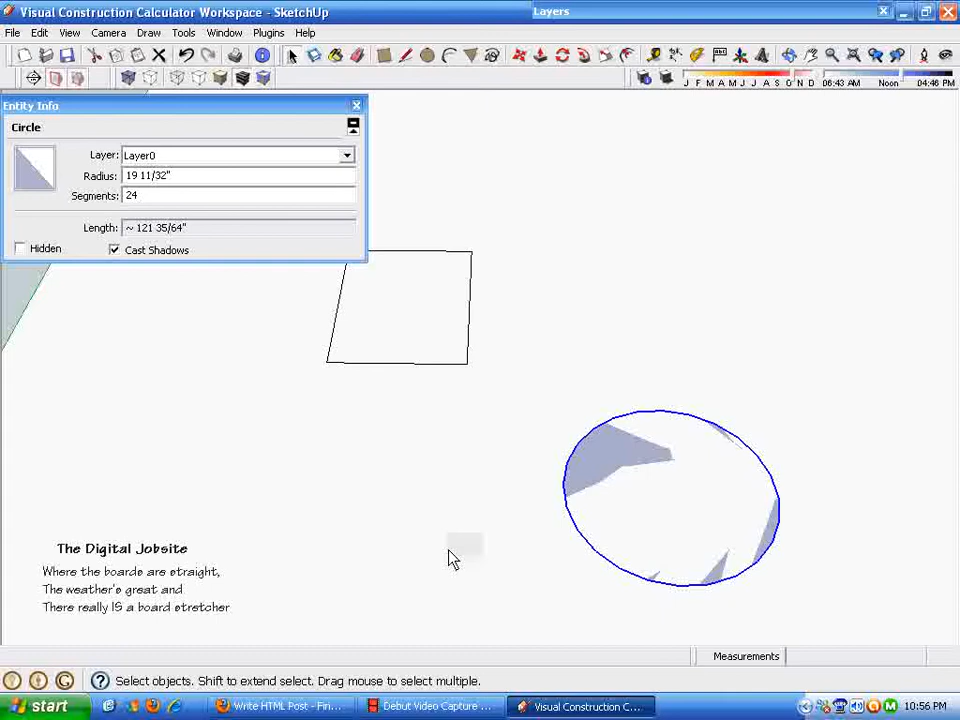 Visual Construction Calculator Workspace - SketchUp
Layers
File Edit View Camera Draw Tools Window Plugins Help
J F M A M J J A S O N D 06:43 AM Noon 04:46 PM
Entity Info
Circle
Layer: Layer0
Radius: 19 11/32"
Segments: 24
Length: ~ 121 35/64"
Hidden Cast Shadows
The Digital Jobsite
Where the boards are straight,
The weather's great and
There really IS a board stretcher
Measurements
Select objects. Shift to extend select. Drag mouse to select multiple.
start Write HTML Post - Firi... Debut Video Capture ... Visual Construction C... 10:56 PM